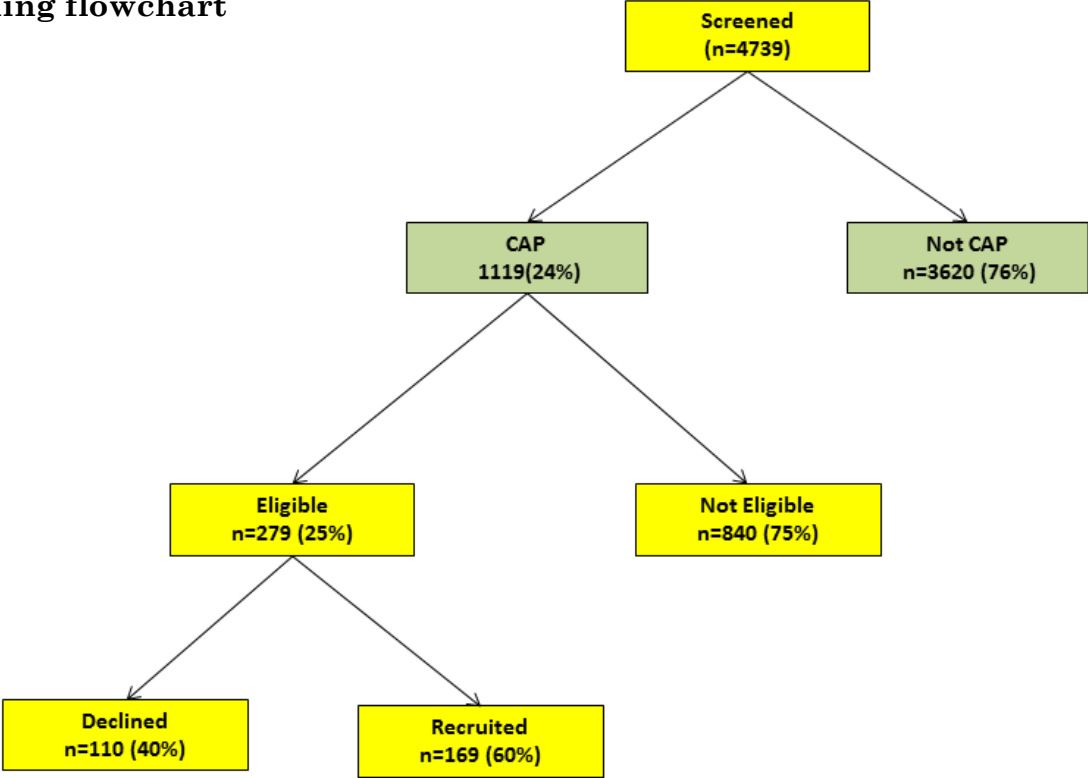 flowchart
Screened
(n=4739)
CAP
1119(24%)
Not CAP
n=3620 (76%)
Eligible
n=279 (25%)
Not Eligible
n=840 (75%)
Declined
n=110 (40%)
Recruited
n=169 (60%)